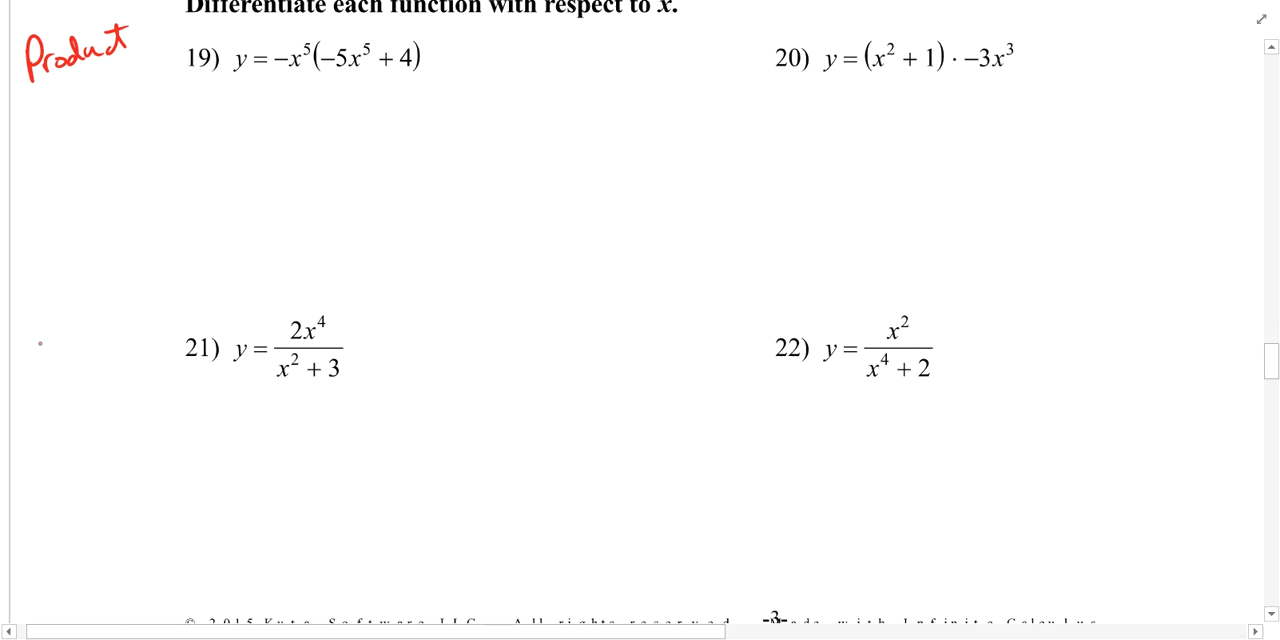 Differentiate each function with respect to x.
Product
19) y = −x⁵(−5x⁵ + 4)
20) y = (x² + 1) · −3x³
21) y = 2x⁴ / (x² + 3)
22) y = x² / (x⁴ + 2)
-3-